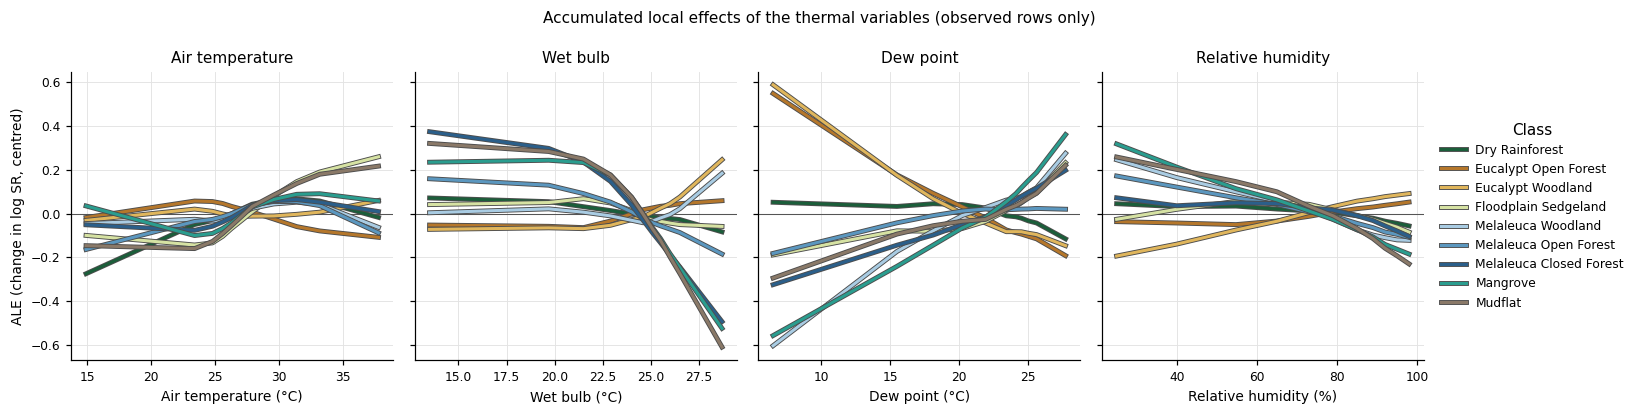 Accumulated local effects of the thermal variables (observed rows only)
Air temperature
Wet bulb
Dew point
Relative humidity
ALE (change in log SR, centred)
0.6
0.4
0.2
0.0
−0.2
−0.4
−0.6
15 20 25 30 35
15.0 17.5 20.0 22.5 25.0 27.5
10 15 20 25
40 60 80 100
Air temperature (°C)
Wet bulb (°C)
Dew point (°C)
Relative humidity (%)
Class
Dry Rainforest
Eucalypt Open Forest
Eucalypt Woodland
Floodplain Sedgeland
Melaleuca Woodland
Melaleuca Open Forest
Melaleuca Closed Forest
Mangrove
Mudflat